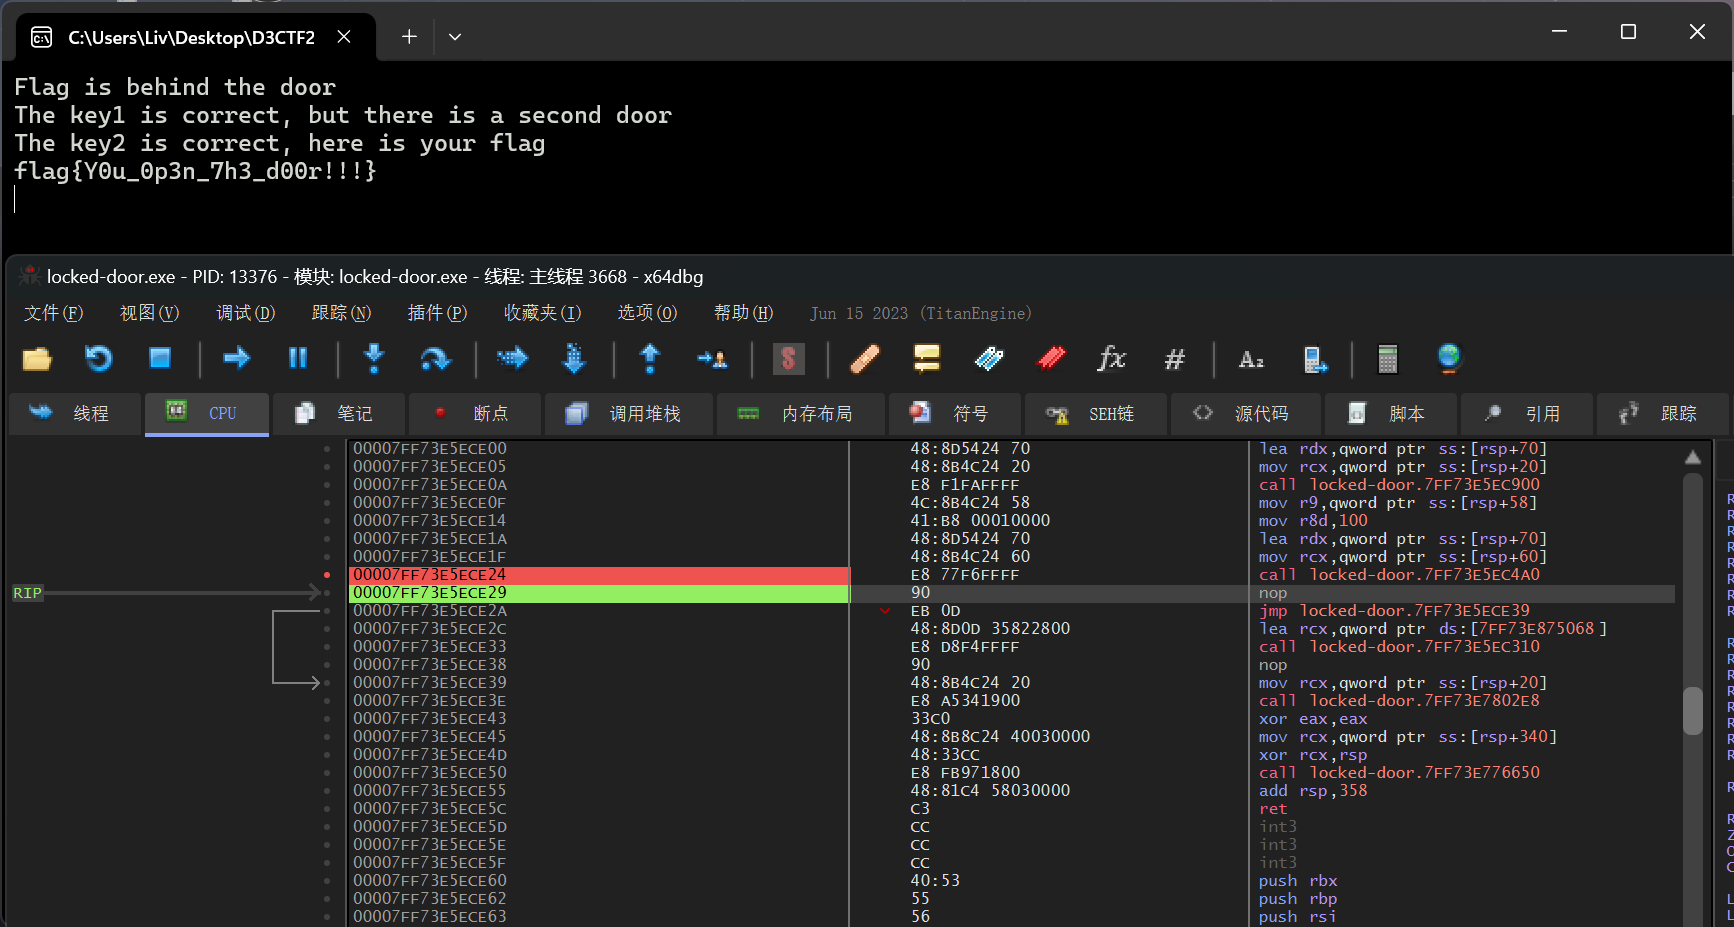 C:\Users\Liv\Desktop\D3CTF2
Flag is behind the door
The key1 is correct, but there is a second door
The key2 is correct, here is your flag
flag{Y0u_0p3n_7h3_d00r!!!}
locked-door.exe - PID: 13376 - 模块: locked-door.exe - 线程: 主线程 3668 - x64dbg
文件(F) 视图(V) 调试(D) 跟踪(N) 插件(P) 收藏夹(I) 选项(O) 帮助(H) Jun 15 2023 (TitanEngine)
S fx # A₂
线程 CPU 笔记 断点 调用堆栈 内存布局 符号 SEH链 源代码 脚本 引用 跟踪
00007FF73E5ECE00 48:8D5424 70 lea rdx,qword ptr ss:[rsp+70]
00007FF73E5ECE05 48:8B4C24 20 mov rcx,qword ptr ss:[rsp+20]
00007FF73E5ECE0A E8 F1FAFFFF call locked-door.7FF73E5EC900
00007FF73E5ECE0F 4C:8B4C24 58 mov r9,qword ptr ss:[rsp+58]
00007FF73E5ECE14 41:B8 00010000 mov r8d,100
00007FF73E5ECE1A 48:8D5424 70 lea rdx,qword ptr ss:[rsp+70]
00007FF73E5ECE1F 48:8B4C24 60 mov rcx,qword ptr ss:[rsp+60]
00007FF73E5ECE24 E8 77F6FFFF call locked-door.7FF73E5EC4A0
RIP 00007FF73E5ECE29 90 nop
00007FF73E5ECE2A EB 0D jmp locked-door.7FF73E5ECE39
00007FF73E5ECE2C 48:8D0D 35822800 lea rcx,qword ptr ds:[7FF73E875068]
00007FF73E5ECE33 E8 D8F4FFFF call locked-door.7FF73E5EC310
00007FF73E5ECE38 90 nop
00007FF73E5ECE39 48:8B4C24 20 mov rcx,qword ptr ss:[rsp+20]
00007FF73E5ECE3E E8 A5341900 call locked-door.7FF73E7802E8
00007FF73E5ECE43 33C0 xor eax,eax
00007FF73E5ECE45 48:8B8C24 40030000 mov rcx,qword ptr ss:[rsp+340]
00007FF73E5ECE4D 48:33CC xor rcx,rsp
00007FF73E5ECE50 E8 FB971800 call locked-door.7FF73E776650
00007FF73E5ECE55 48:81C4 58030000 add rsp,358
00007FF73E5ECE5C C3 ret
00007FF73E5ECE5D CC int3
00007FF73E5ECE5E CC int3
00007FF73E5ECE5F CC int3
00007FF73E5ECE60 40:53 push rbx
00007FF73E5ECE62 55 push rbp
00007FF73E5ECE63 56 push rsi